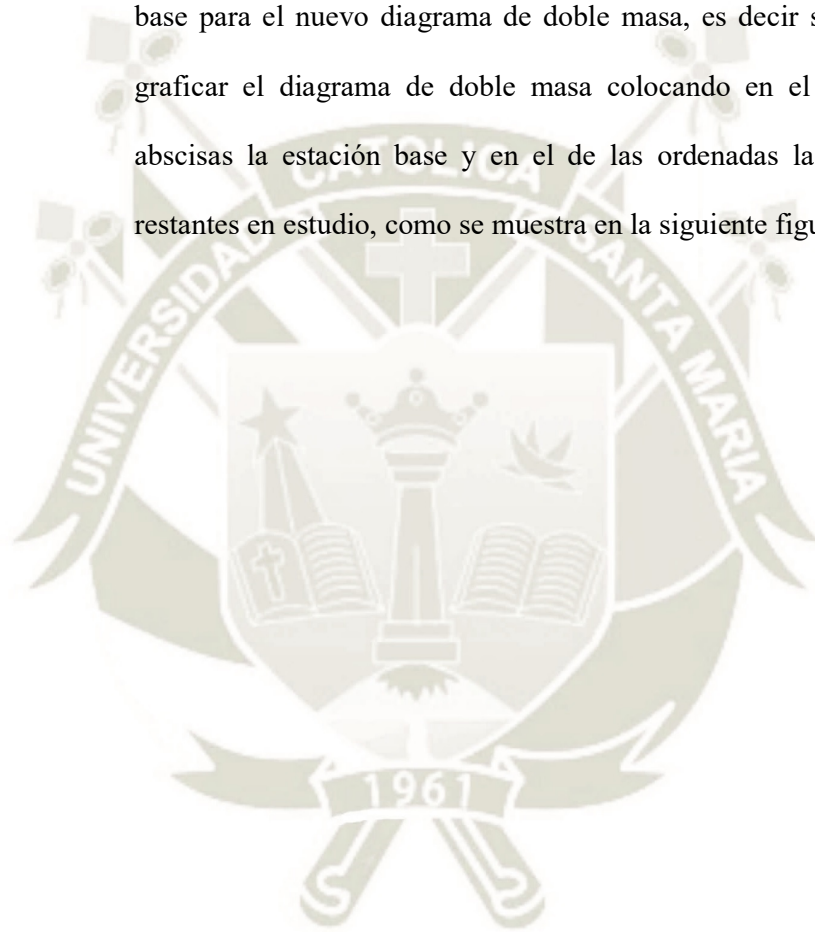 base para el nuevo diagrama de doble masa, es decir
graficar el diagrama de doble masa colocando en el
abscisas la estación base y en el de las ordenadas
restantes en estudio, como se muestra en la siguiente
UNIVERSIDAD CATOLICA SANTA MARIA
1961